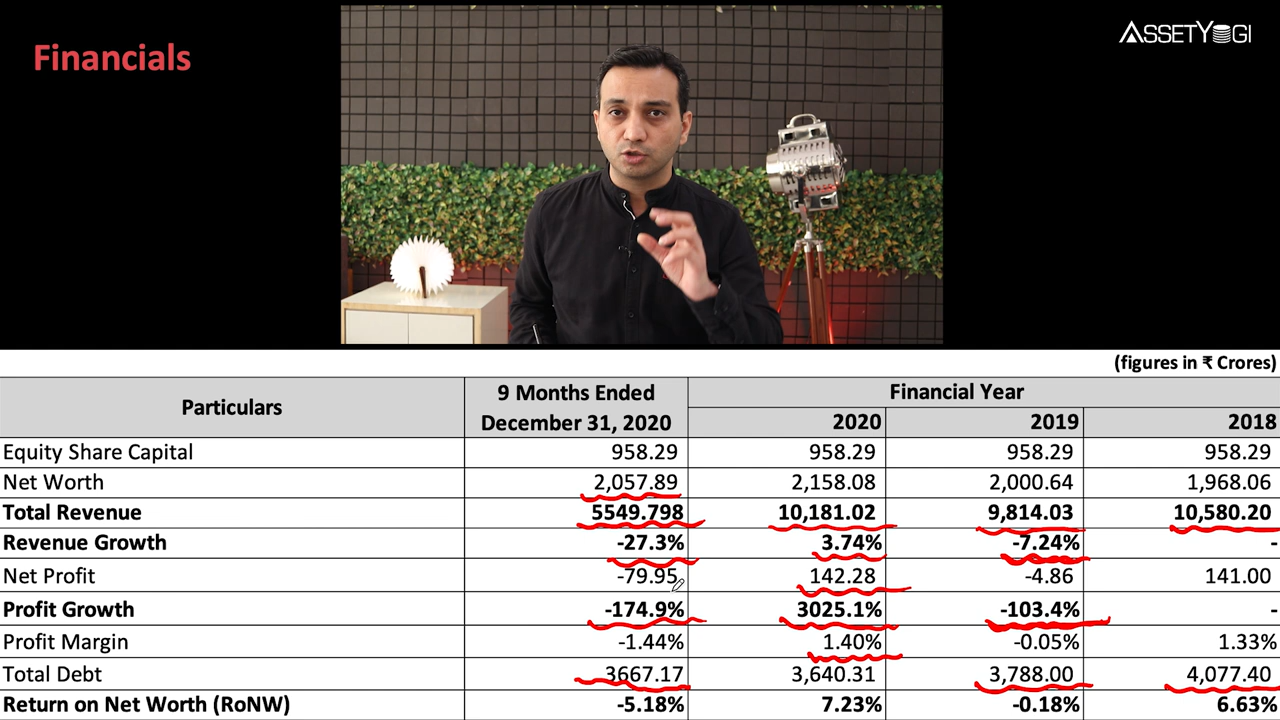 Financials
ASSETYOGI
(figures in ₹ Crores)
Particulars 9 Months Ended December 31, 2020 Financial Year
2020 2019 2018
Equity Share Capital 958.29 958.29 958.29 958.29
Net Worth 2,057.89 2,158.08 2,000.64 1,968.06
Total Revenue 5549.798 10,181.02 9,814.03 10,580.20
Revenue Growth -27.3% 3.74% -7.24% -
Net Profit -79.95 142.28 -4.86 141.00
Profit Growth -174.9% 3025.1% -103.4% -
Profit Margin -1.44% 1.40% -0.05% 1.33%
Total Debt 3667.17 3,640.31 3,788.00 4,077.40
Return on Net Worth (RoNW) -5.18% 7.23% -0.18% 6.63%